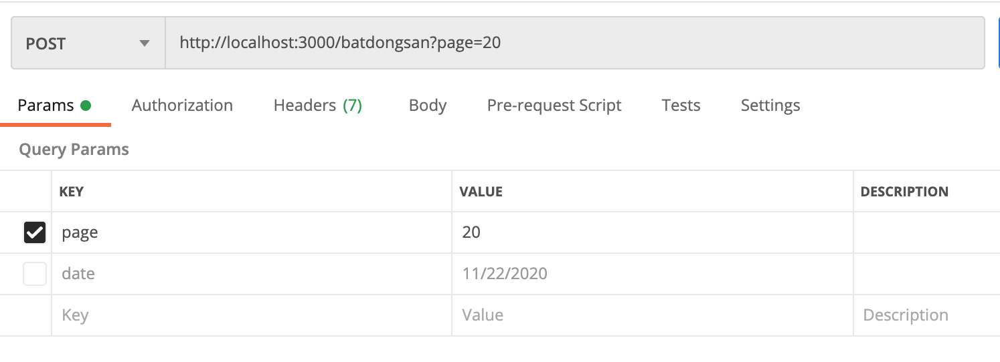 POST http://localhost:3000/batdongsan?page=20
Params Authorization Headers (7) Body Pre-request Script Tests Settings
Query Params
KEY VALUE DESCRIPTION
page 20
date 11/22/2020
Key Value Description